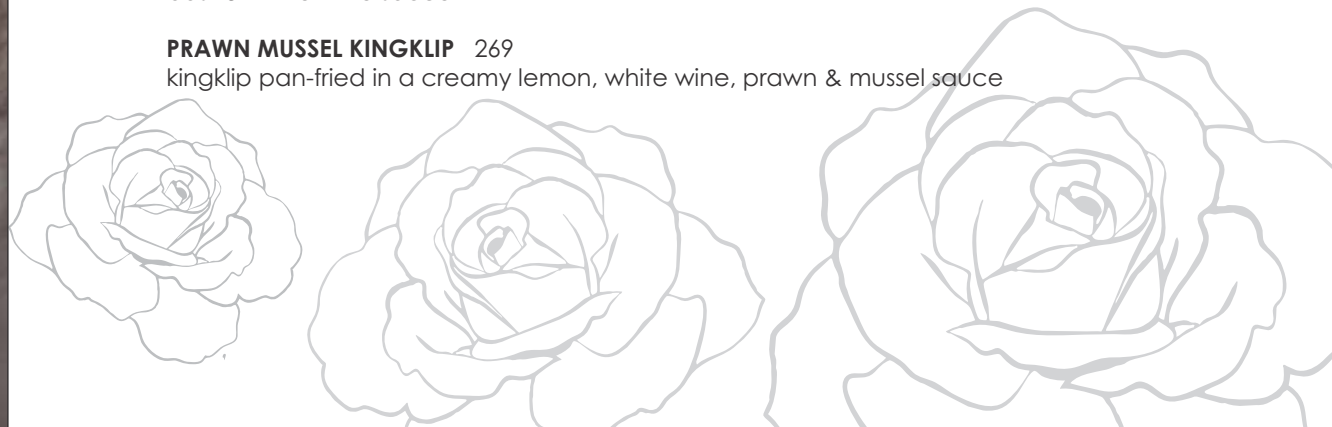 PRAWN MUSSEL KINGKLIP 269
kingklip pan-fried in a creamy lemon, white wine, prawn & mussel sauce